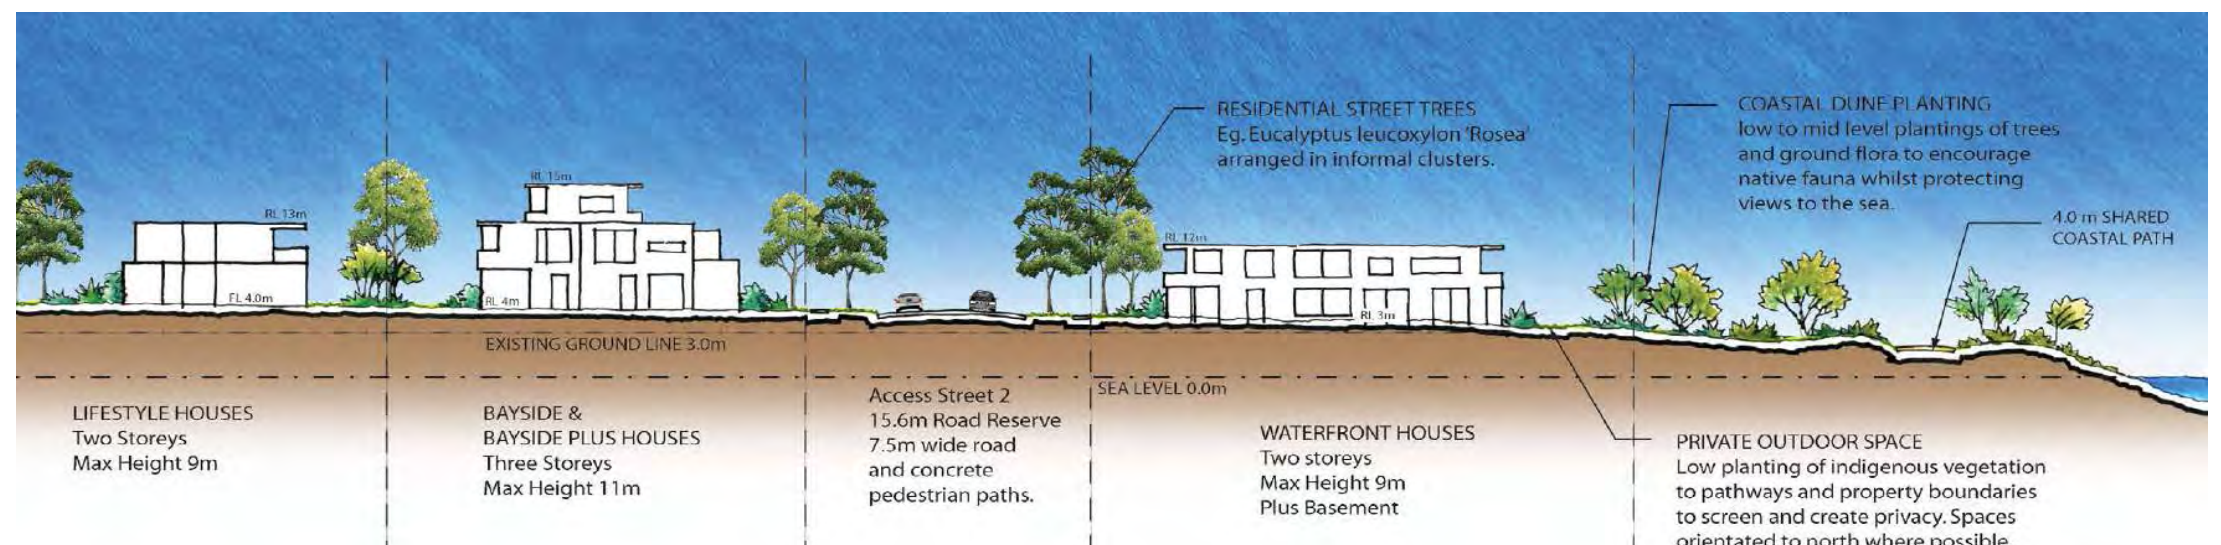 RESIDENTIAL STREET TREES
Eg. Eucalyptus leucoxylon 'Rosea'
arranged in informal clusters.
COASTAL DUNE PLANTING
low to mid level plantings of trees
and ground flora to encourage
native fauna whilst protecting
views to the sea.
4.0 m SHARED
COASTAL PATH
RL 15m
RL 13m
RL 12m
FL 4.0m
RL 4m
RL 3m
EXISTING GROUND LINE 3.0m
SEA LEVEL 0.0m
LIFESTYLE HOUSES
Two Storeys
Max Height 9m
BAYSIDE &
BAYSIDE PLUS HOUSES
Three Storeys
Max Height 11m
Access Street 2
15.6m Road Reserve
7.5m wide road
and concrete
pedestrian paths.
WATERFRONT HOUSES
Two storeys
Max Height 9m
Plus Basement
PRIVATE OUTDOOR SPACE
Low planting of indigenous vegetation
to pathways and property boundaries
to screen and create privacy. Spaces
orientated to north where possible